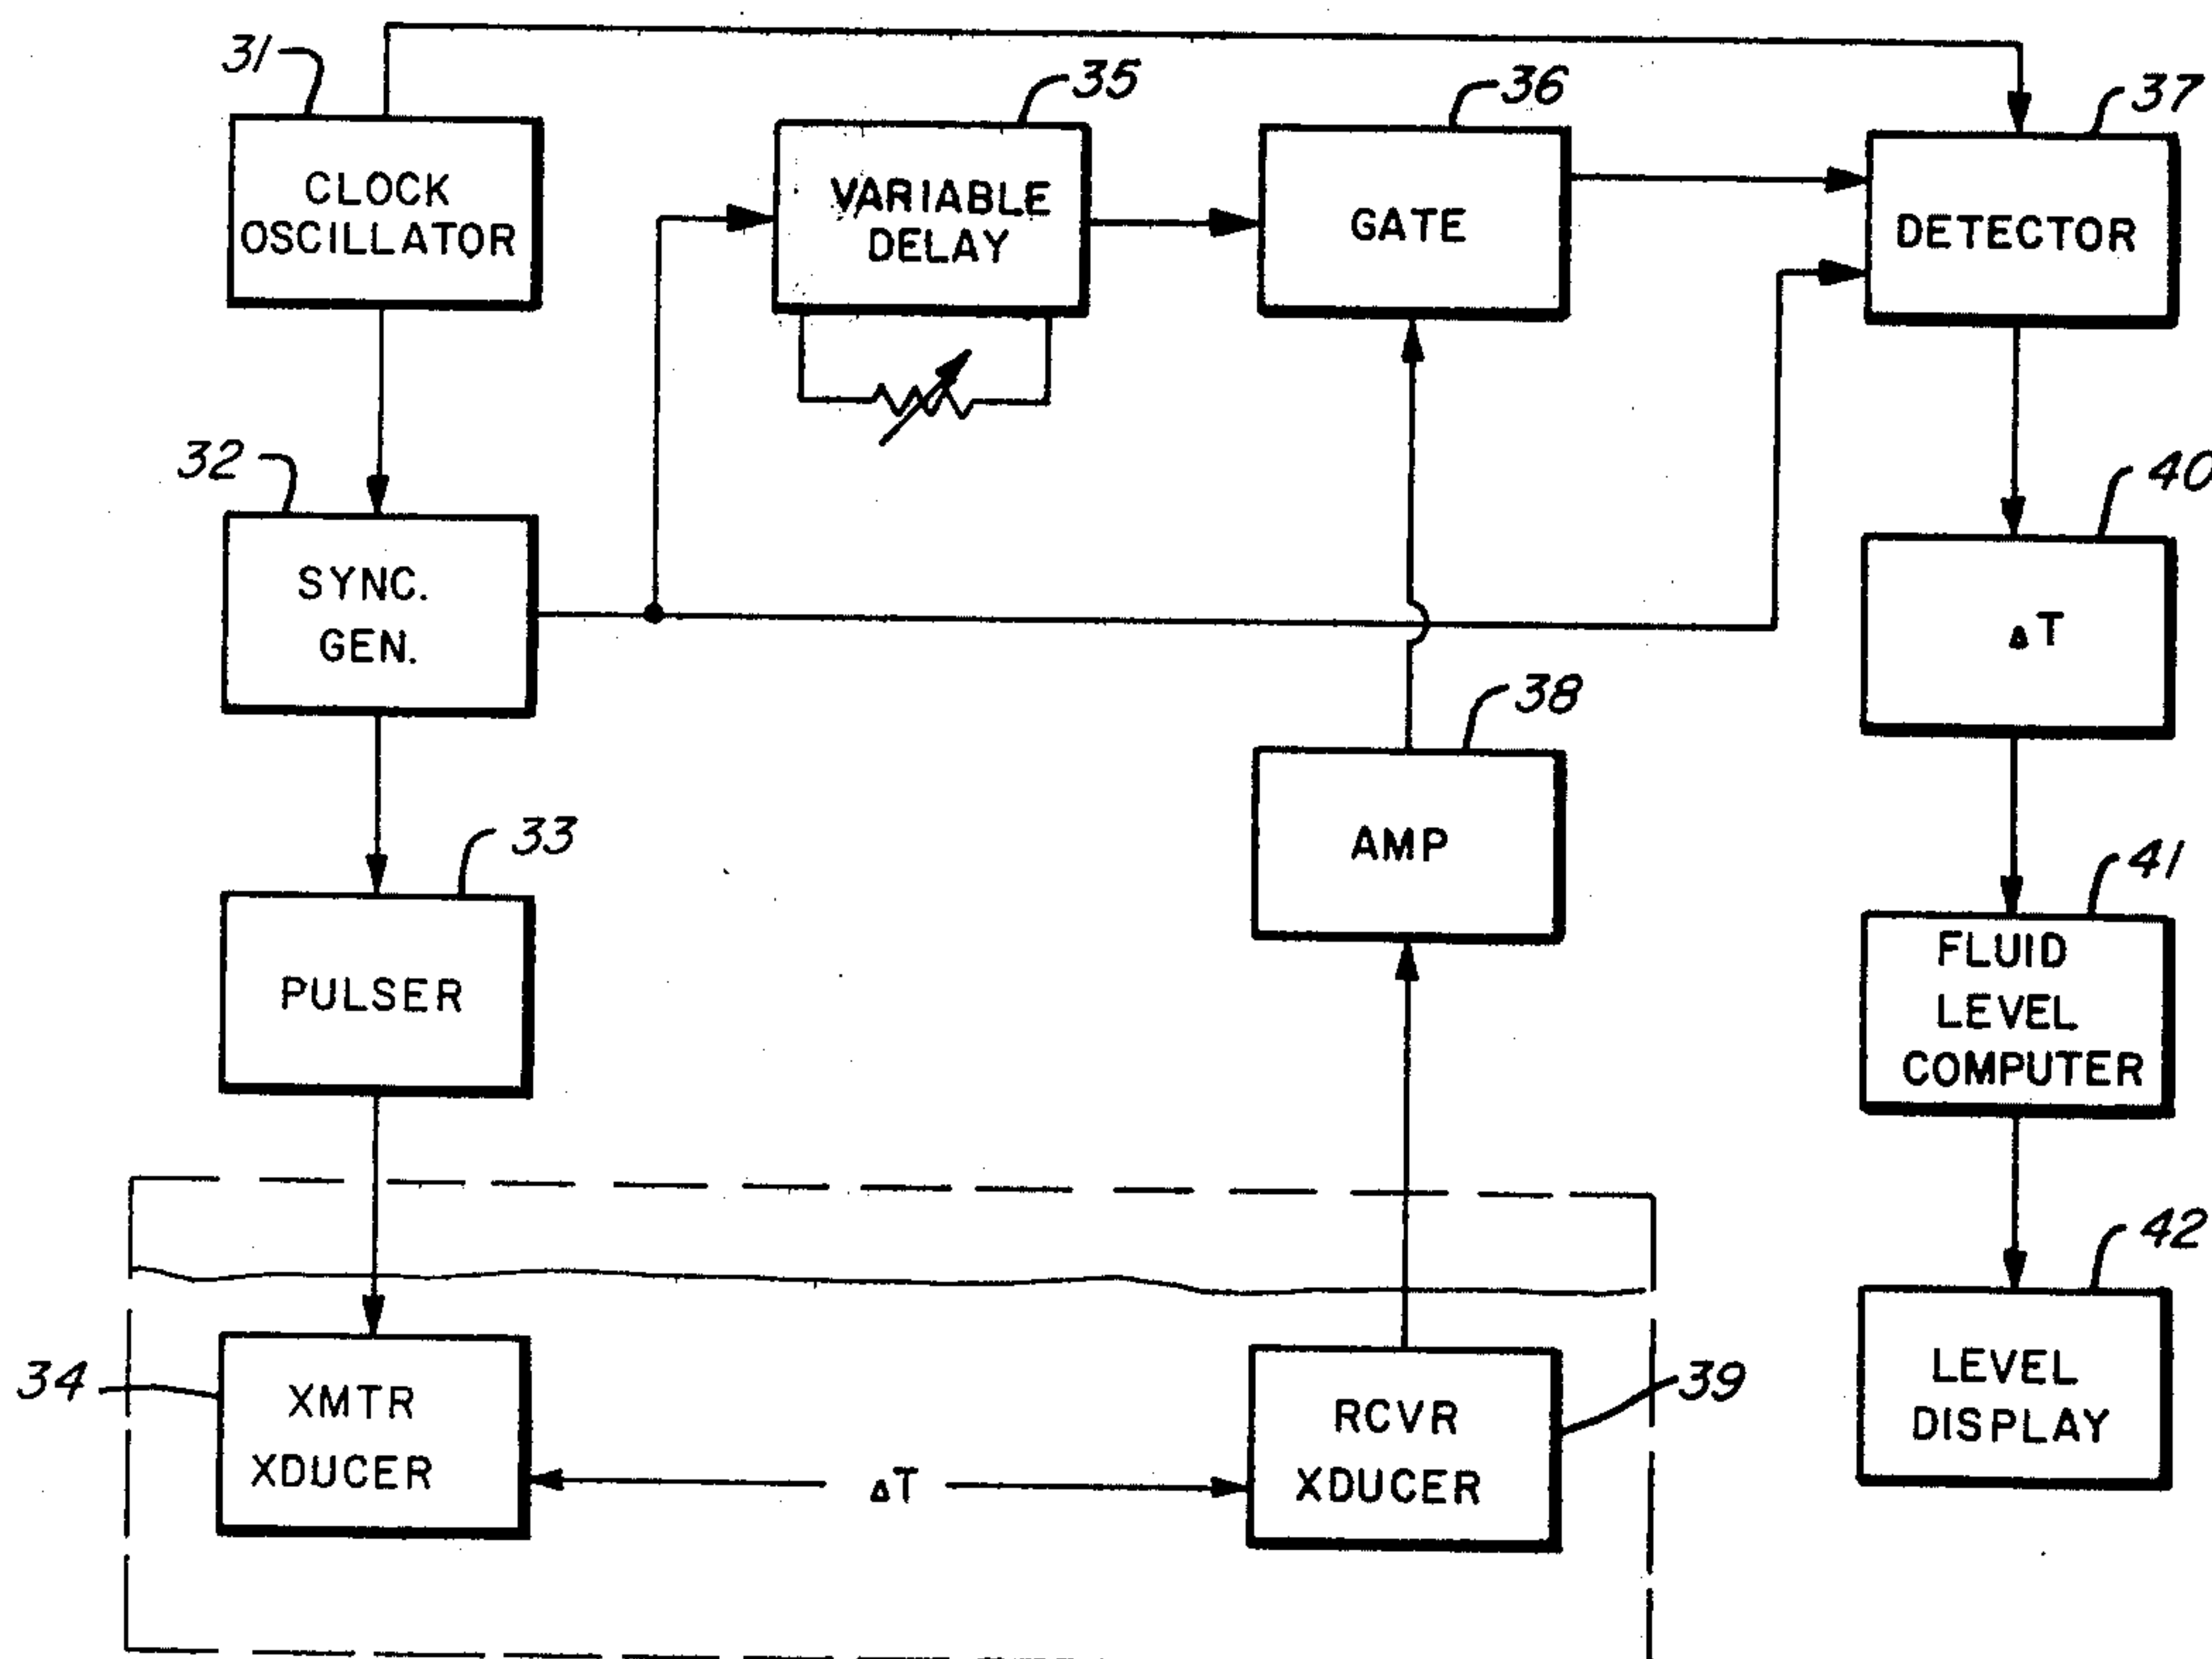 31
CLOCK
OSCILLATOR
35
VARIABLE
DELAY
36
GATE
37
DETECTOR
32
SYNC.
GEN.
40
ΔT
38
AMP
33
PULSER
41
FLUID
LEVEL
COMPUTER
34
XMTR
XDUCER
ΔT
39
RCVR
XDUCER
42
LEVEL
DISPLAY